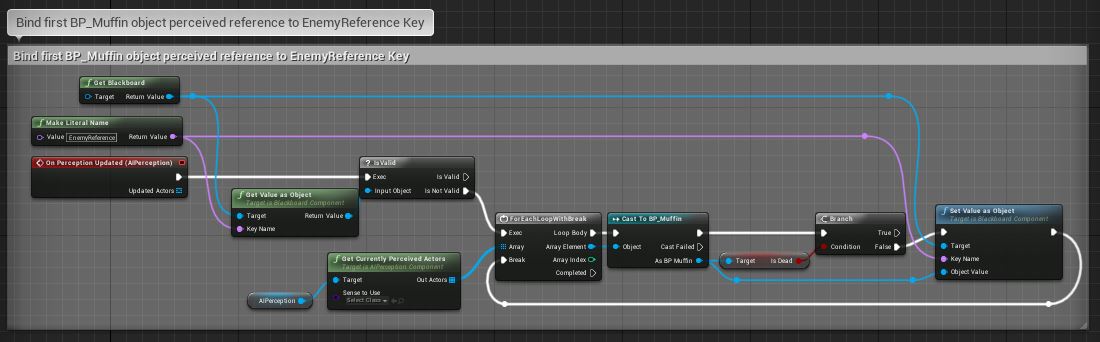 Bind first BP_Muffin object perceived reference to EnemyReference Key
Bind first BP_Muffin object perceived reference to EnemyReference Key
Get Blackboard
Target Return Value
Make Literal Name
Value EnemyReference Return Value
On Perception Updated (AIPerception)
Updated Actors
? IsValid
Exec Is Valid
Input Object Is Not Valid
Get Value as Object
Target is Blackboard Component
Target Return Value
Key Name
Get Currently Perceived Actors
Target is AIPerception Component
Target Out Actors
Sense to Use
Select Class
AIPerception
ForEachLoopWithBreak
Exec Loop Body
Array Array Element
Break Array Index
Completed
Cast To BP_Muffin
Object Cast Failed
As BP Muffin
Target Is Dead
Branch
True
Condition False
Set Value as Object
Target is Blackboard Component
Target
Key Name
Object Value